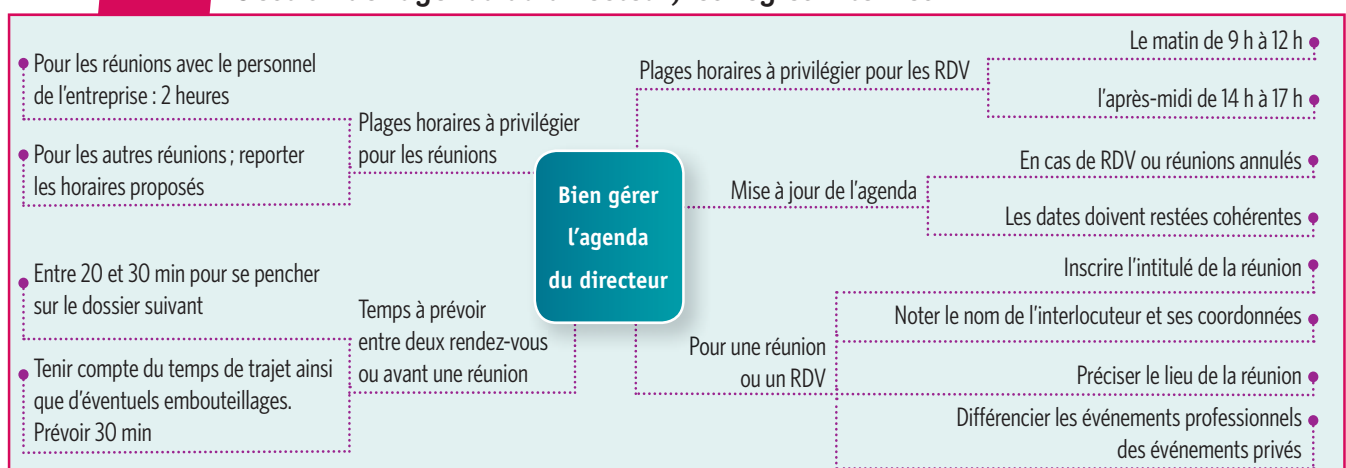 Pour les réunions avec le personnel
de l'entreprise : 2 heures
Pour les autres réunions ; reporter
les horaires proposés
Plages horaires à privilégier
pour les réunions
Entre 20 et 30 min pour se pencher
sur le dossier suivant
Tenir compte du temps de trajet ainsi
que d'éventuels embouteillages.
Prévoir 30 min
Temps à prévoir
entre deux rendez-vous
ou avant une réunion
Bien gérer
l'agenda
du directeur
Plages horaires à privilégier pour les RDV
Le matin de 9 h à 12 h
l'après-midi de 14 h à 17 h
Mise à jour de l'agenda
En cas de RDV ou réunions annulés
Les dates doivent restées cohérentes
Pour une réunion
ou un RDV
Inscrire l'intitulé de la réunion
Noter le nom de l'interlocuteur et ses coordonnées
Préciser le lieu de la réunion
Différencier les événements professionnels
des événements privés